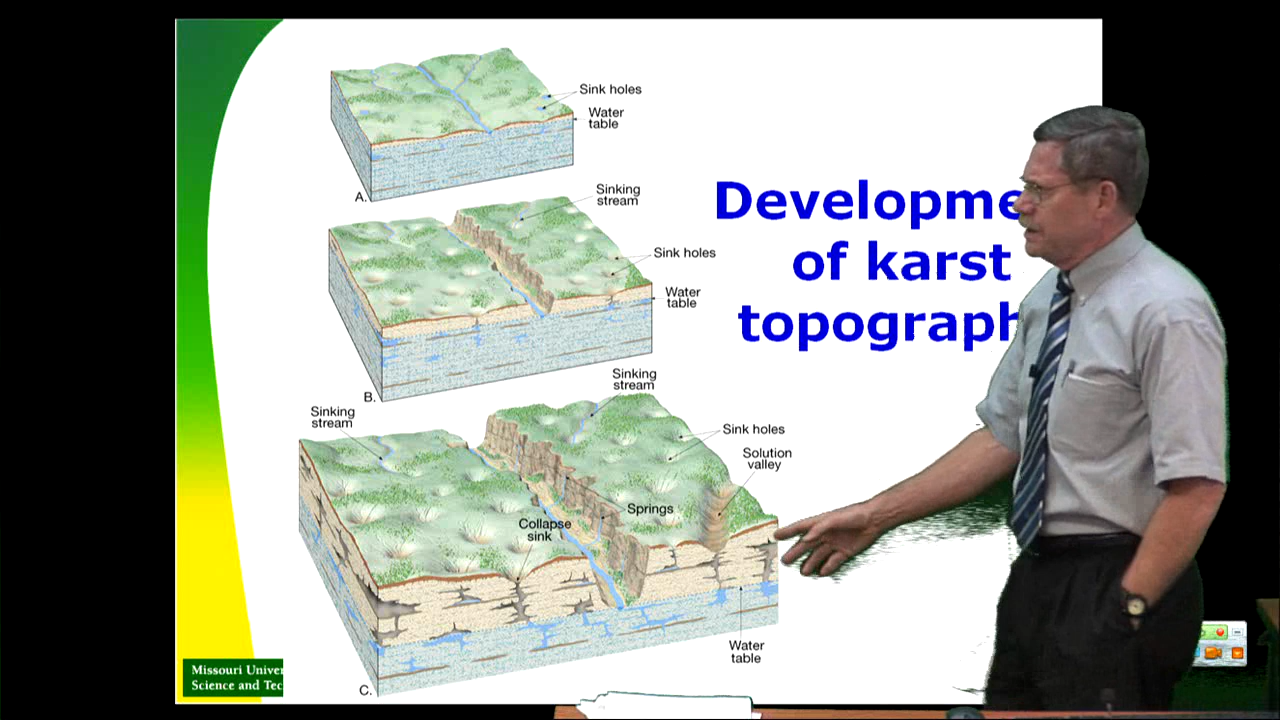 Sink holes
Water
table
A.
Sinking
stream
Sink holes
Water
table
B.
Developme
of karst
topograph
Sinking
stream
Sinking
stream
Sink holes
Solution
valley
Springs
Collapse
sink
Water
table
C.
Missouri Univer
Science and Tec